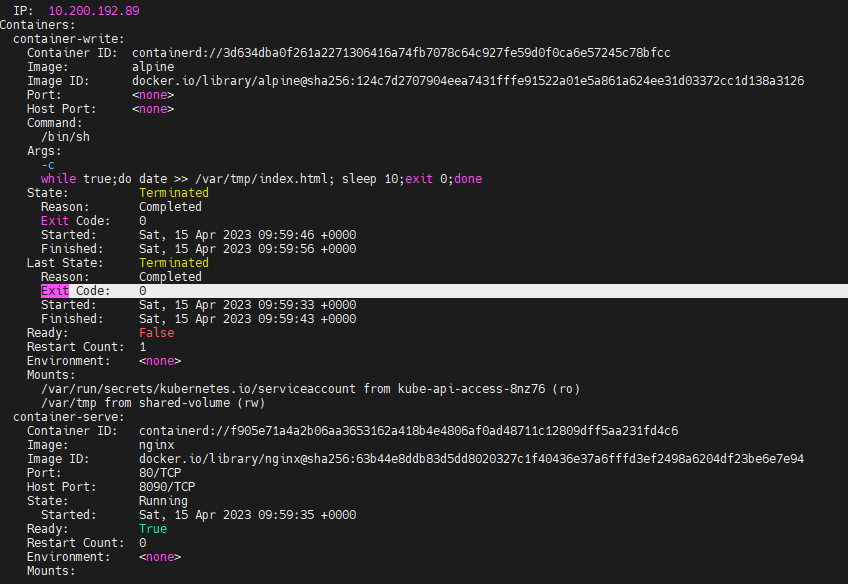 IP:  10.200.192.89
Containers:
container-write:
Container ID:  containerd://3d634dba0f261a2271306416a74fb7078c64c927fe59d0f0ca6e57245c78bfcc
Image:         alpine
Image ID:      docker.io/library/alpine@sha256:124c7d2707904eea7431fffe91522a01e5a861a624ee31d03372cc1d138a3126
Port:          <none>
Host Port:     <none>
Command:
/bin/sh
Args:
-c
while true;do date >> /var/tmp/index.html; sleep 10;exit 0;done
State:          Terminated
Reason:       Completed
Exit Code:    0
Started:      Sat, 15 Apr 2023 09:59:46 +0000
Finished:     Sat, 15 Apr 2023 09:59:56 +0000
Last State:     Terminated
Reason:       Completed
Exit Code:    0
Started:      Sat, 15 Apr 2023 09:59:33 +0000
Finished:     Sat, 15 Apr 2023 09:59:43 +0000
Ready:          False
Restart Count:  1
Environment:    <none>
Mounts:
/var/run/secrets/kubernetes.io/serviceaccount from kube-api-access-8nz76 (ro)
/var/tmp from shared-volume (rw)
container-serve:
Container ID:   containerd://f905e71a4a2b06aa3653162a418b4e4806af0ad48711c12809dff5aa231fd4c6
Image:          nginx
Image ID:       docker.io/library/nginx@sha256:63b44e8ddb83d5dd8020327c1f40436e37a6fffd3ef2498a6204df23be6e7e94
Port:           80/TCP
Host Port:      8090/TCP
State:          Running
Started:      Sat, 15 Apr 2023 09:59:35 +0000
Ready:          True
Restart Count:  0
Environment:    <none>
Mounts: